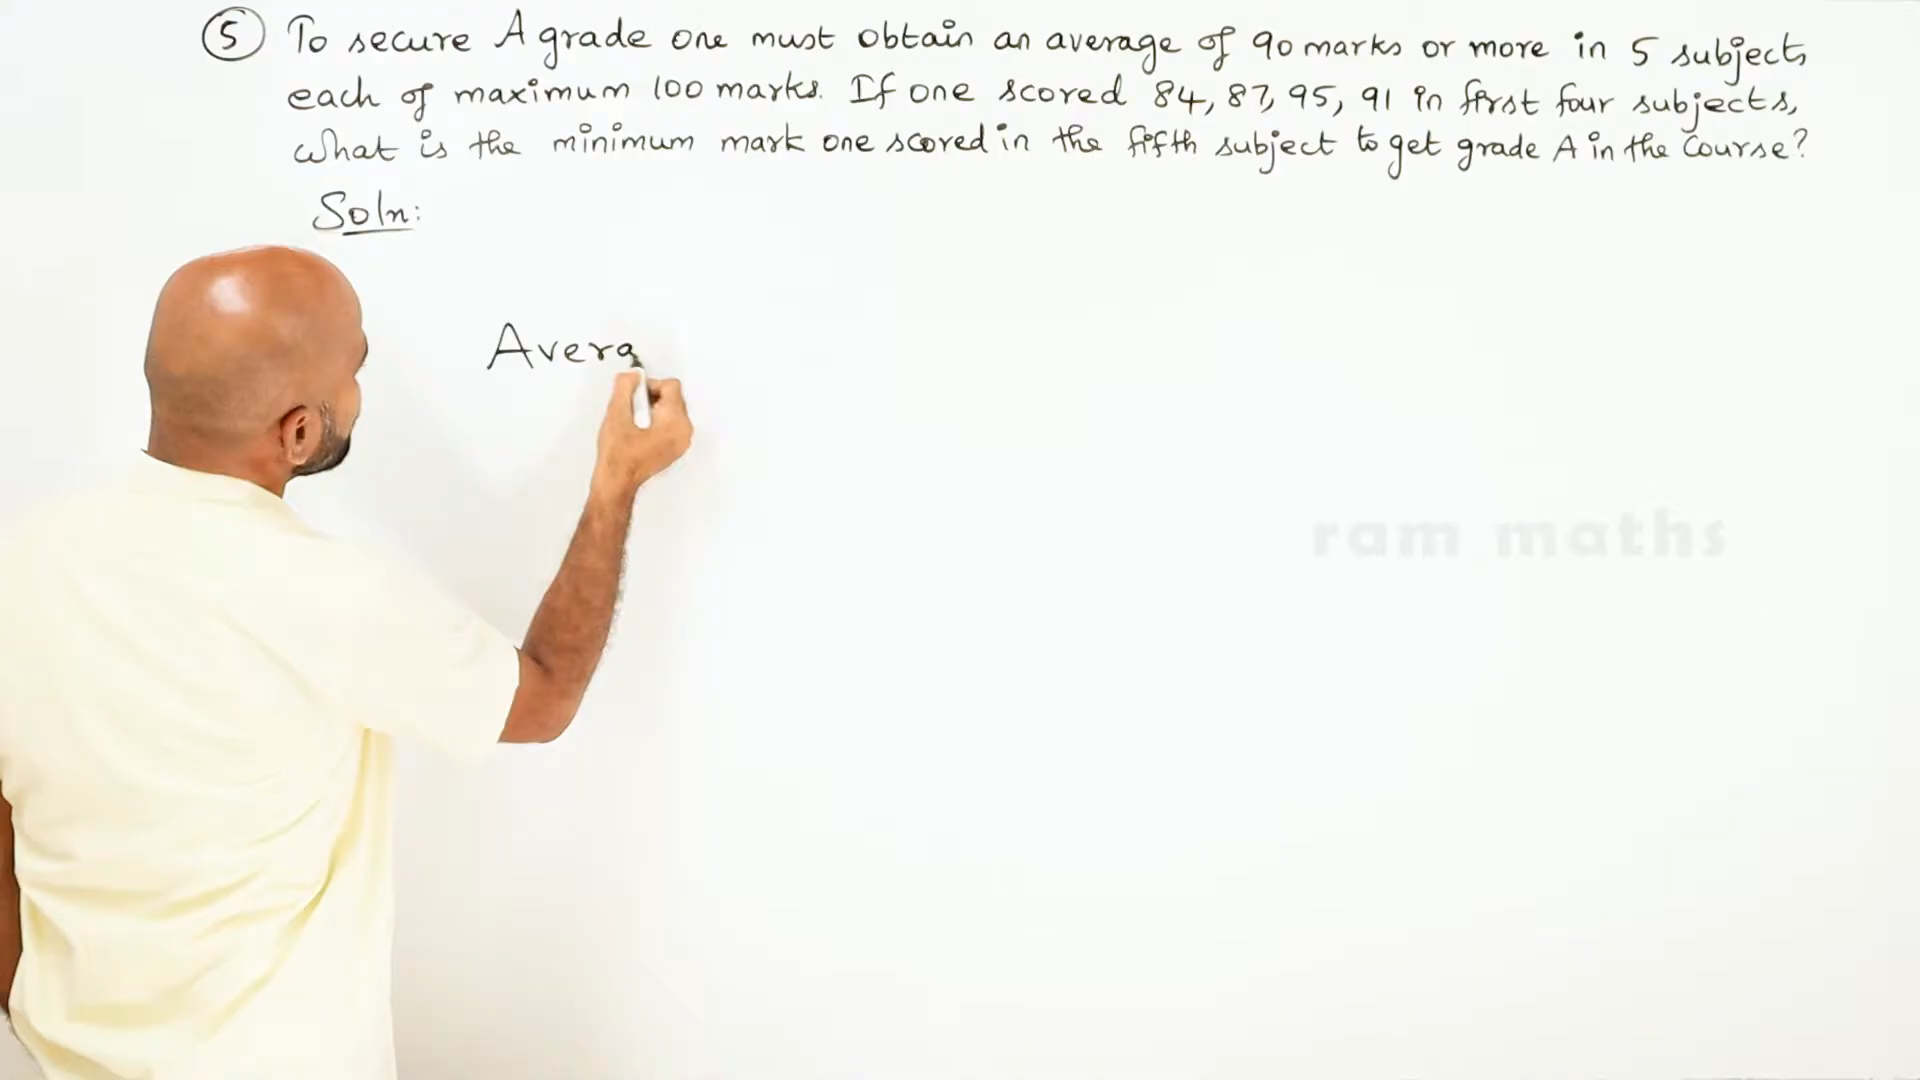 5 To secure A grade one must obtain an average of 90 marks or more in 5 subjects
each of maximum 100 marks. If one scored 84, 87, 95, 91 in first four subjects,
what is the minimum mark one scored in the fifth subject to get grade A in the course?
Soln:
Avera
ram maths